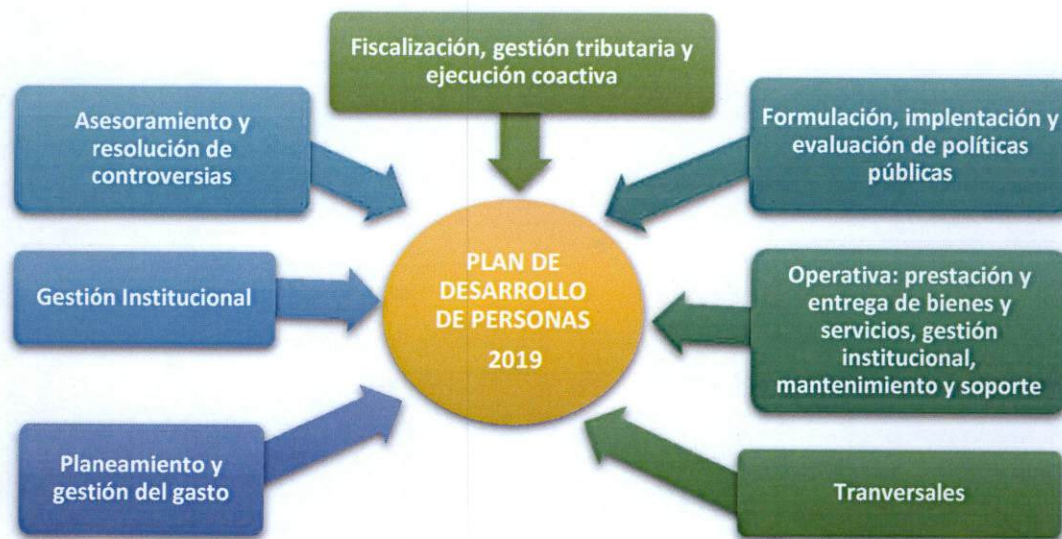 Fiscalización, gestión tributaria y
ejecución coactiva
Asesoramiento y
resolución de
controversias
Formulación, implentación y
evaluación de políticas
públicas
Gestión Institucional
PLAN DE
DESARROLLO
DE PERSONAS
2019
Operativa: prestación y
entrega de bienes y
servicios, gestión
institucional,
mantenimiento y soporte
Planeamiento y
gestión del gasto
Tranversales